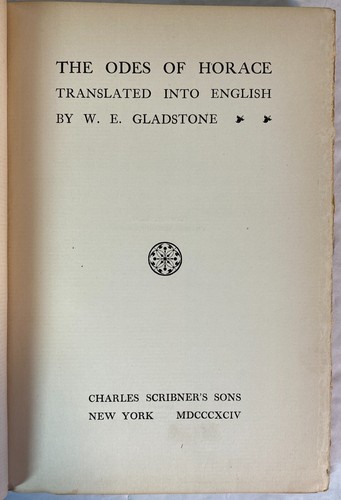 THE ODES OF HORACE
TRANSLATED INTO ENGLISH
BY W. E. GLADSTONE
CHARLES SCRIBNER'S SONS
NEW YORK MDCCCXCIV